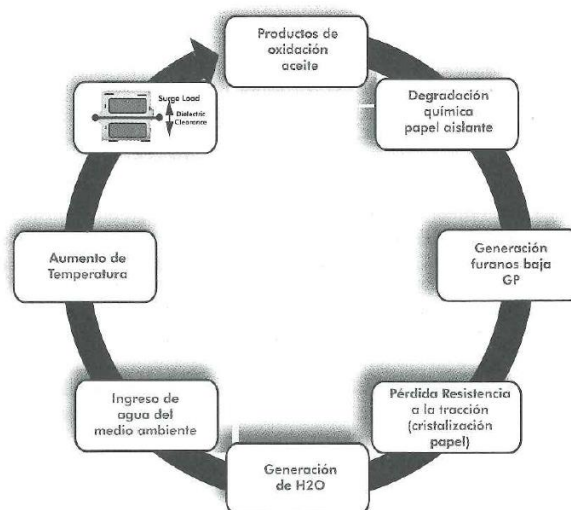 Productos de
oxidación
aceite
Degradación
química
papel aislante
Generación
furanos baja
GP
Pérdida Resistencia
a la tracción
(cristalización
papel)
Generación
de H2O
Ingreso de
agua del
medio ambiente
Aumento de
Temperatura
Surge Load
Dielectric
Clearance